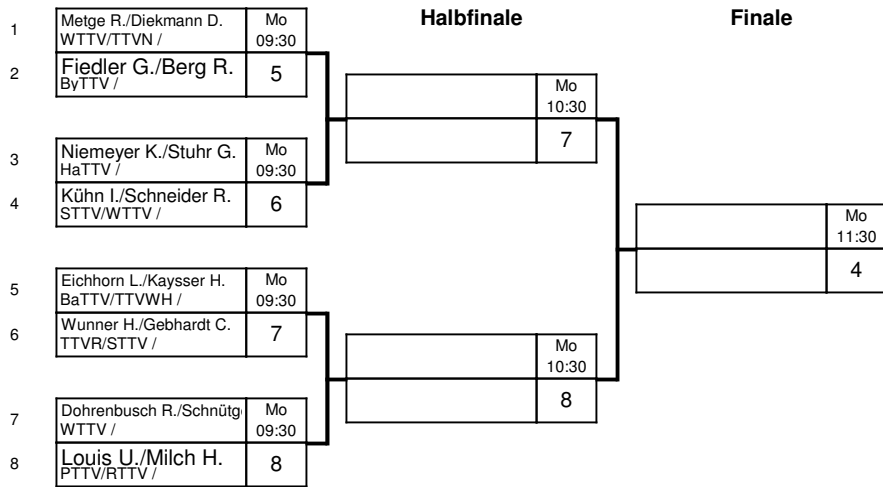 Halbfinale
Finale
1 Metge R./Diekmann D. Mo
WTTV/TTVN / 09:30
2 Fiedler G./Berg R. 5
ByTTV /
Mo
10:30
7
3 Niemeyer K./Stuhr G. Mo
HaTTV / 09:30
4 Kühn I./Schneider R. 6
STTV/WTTV /
Mo
11:30
4
5 Eichhorn L./Kaysser H. Mo
BaTTV/TTVWH / 09:30
6 Wunner H./Gebhardt C. 7
TTVR/STTV /
Mo
10:30
8
7 Dohrenbusch R./Schnütg Mo
WTTV / 09:30
8 Louis U./Milch H. 8
PTTV/RTTV /